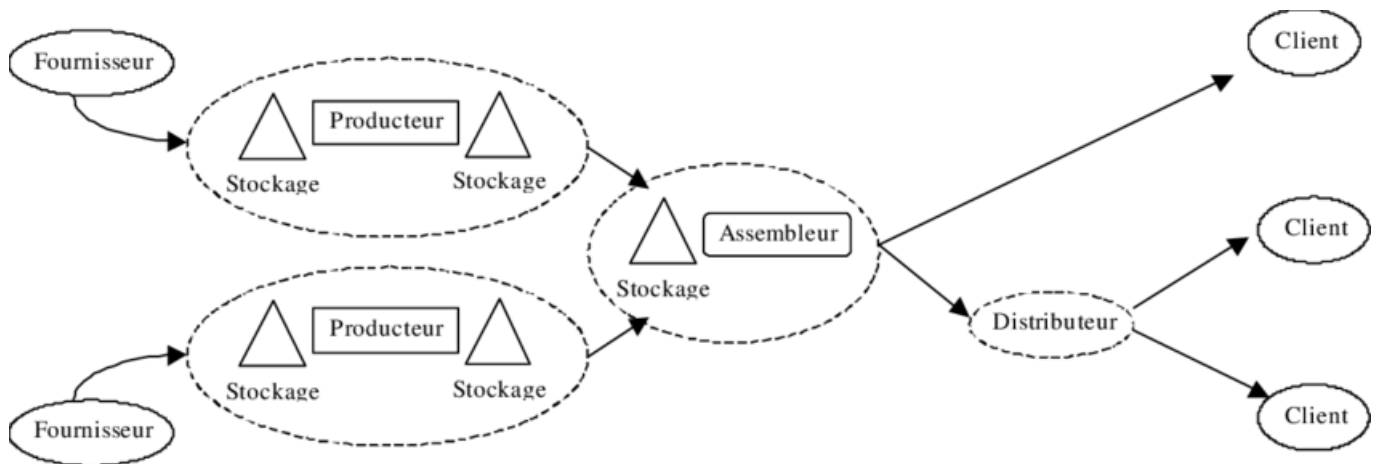 Fournisseur
Producteur
Stockage
Stockage
Fournisseur
Producteur
Stockage
Stockage
Assembleur
Stockage
Distributeur
Client
Client
Client